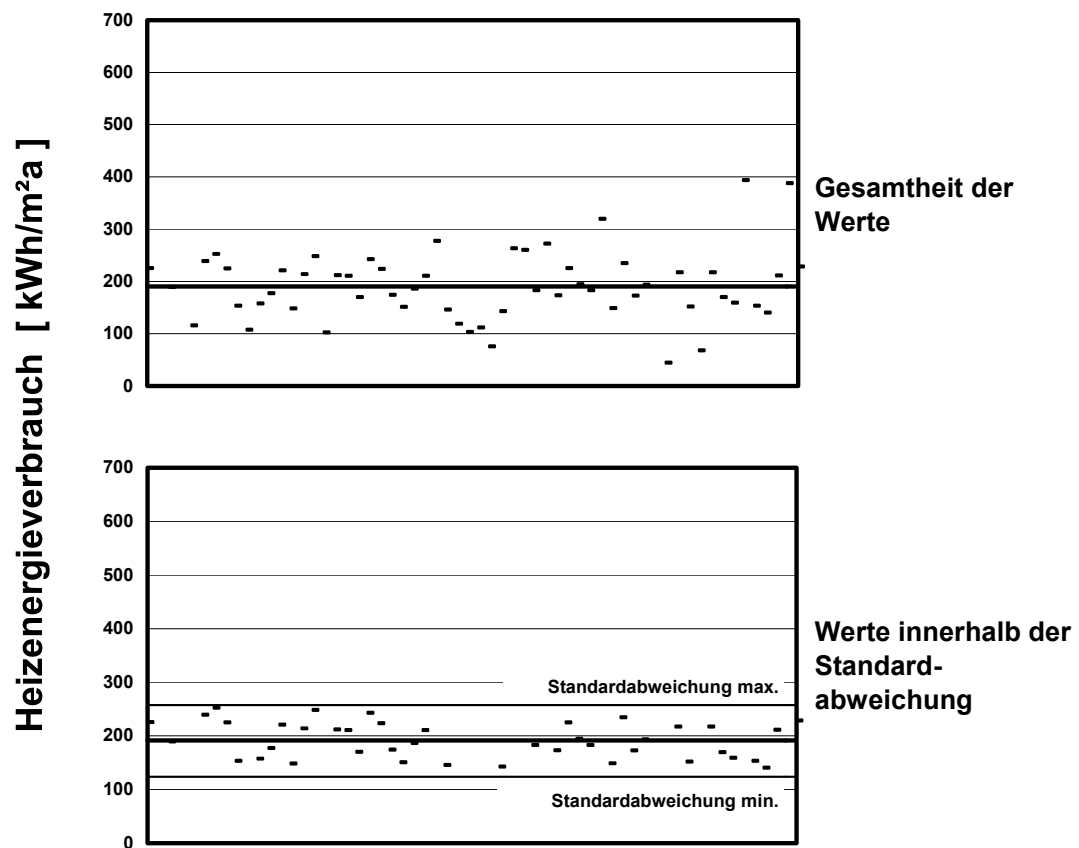 Heizenergieverbrauch [ kWh/m²a ]
700
600
500
400
300
200
100
0
Gesamtheit der
Werte
700
600
500
400
300
200
100
0
Standardabweichung max.
Standardabweichung min.
Werte innerhalb der
Standard-
abweichung